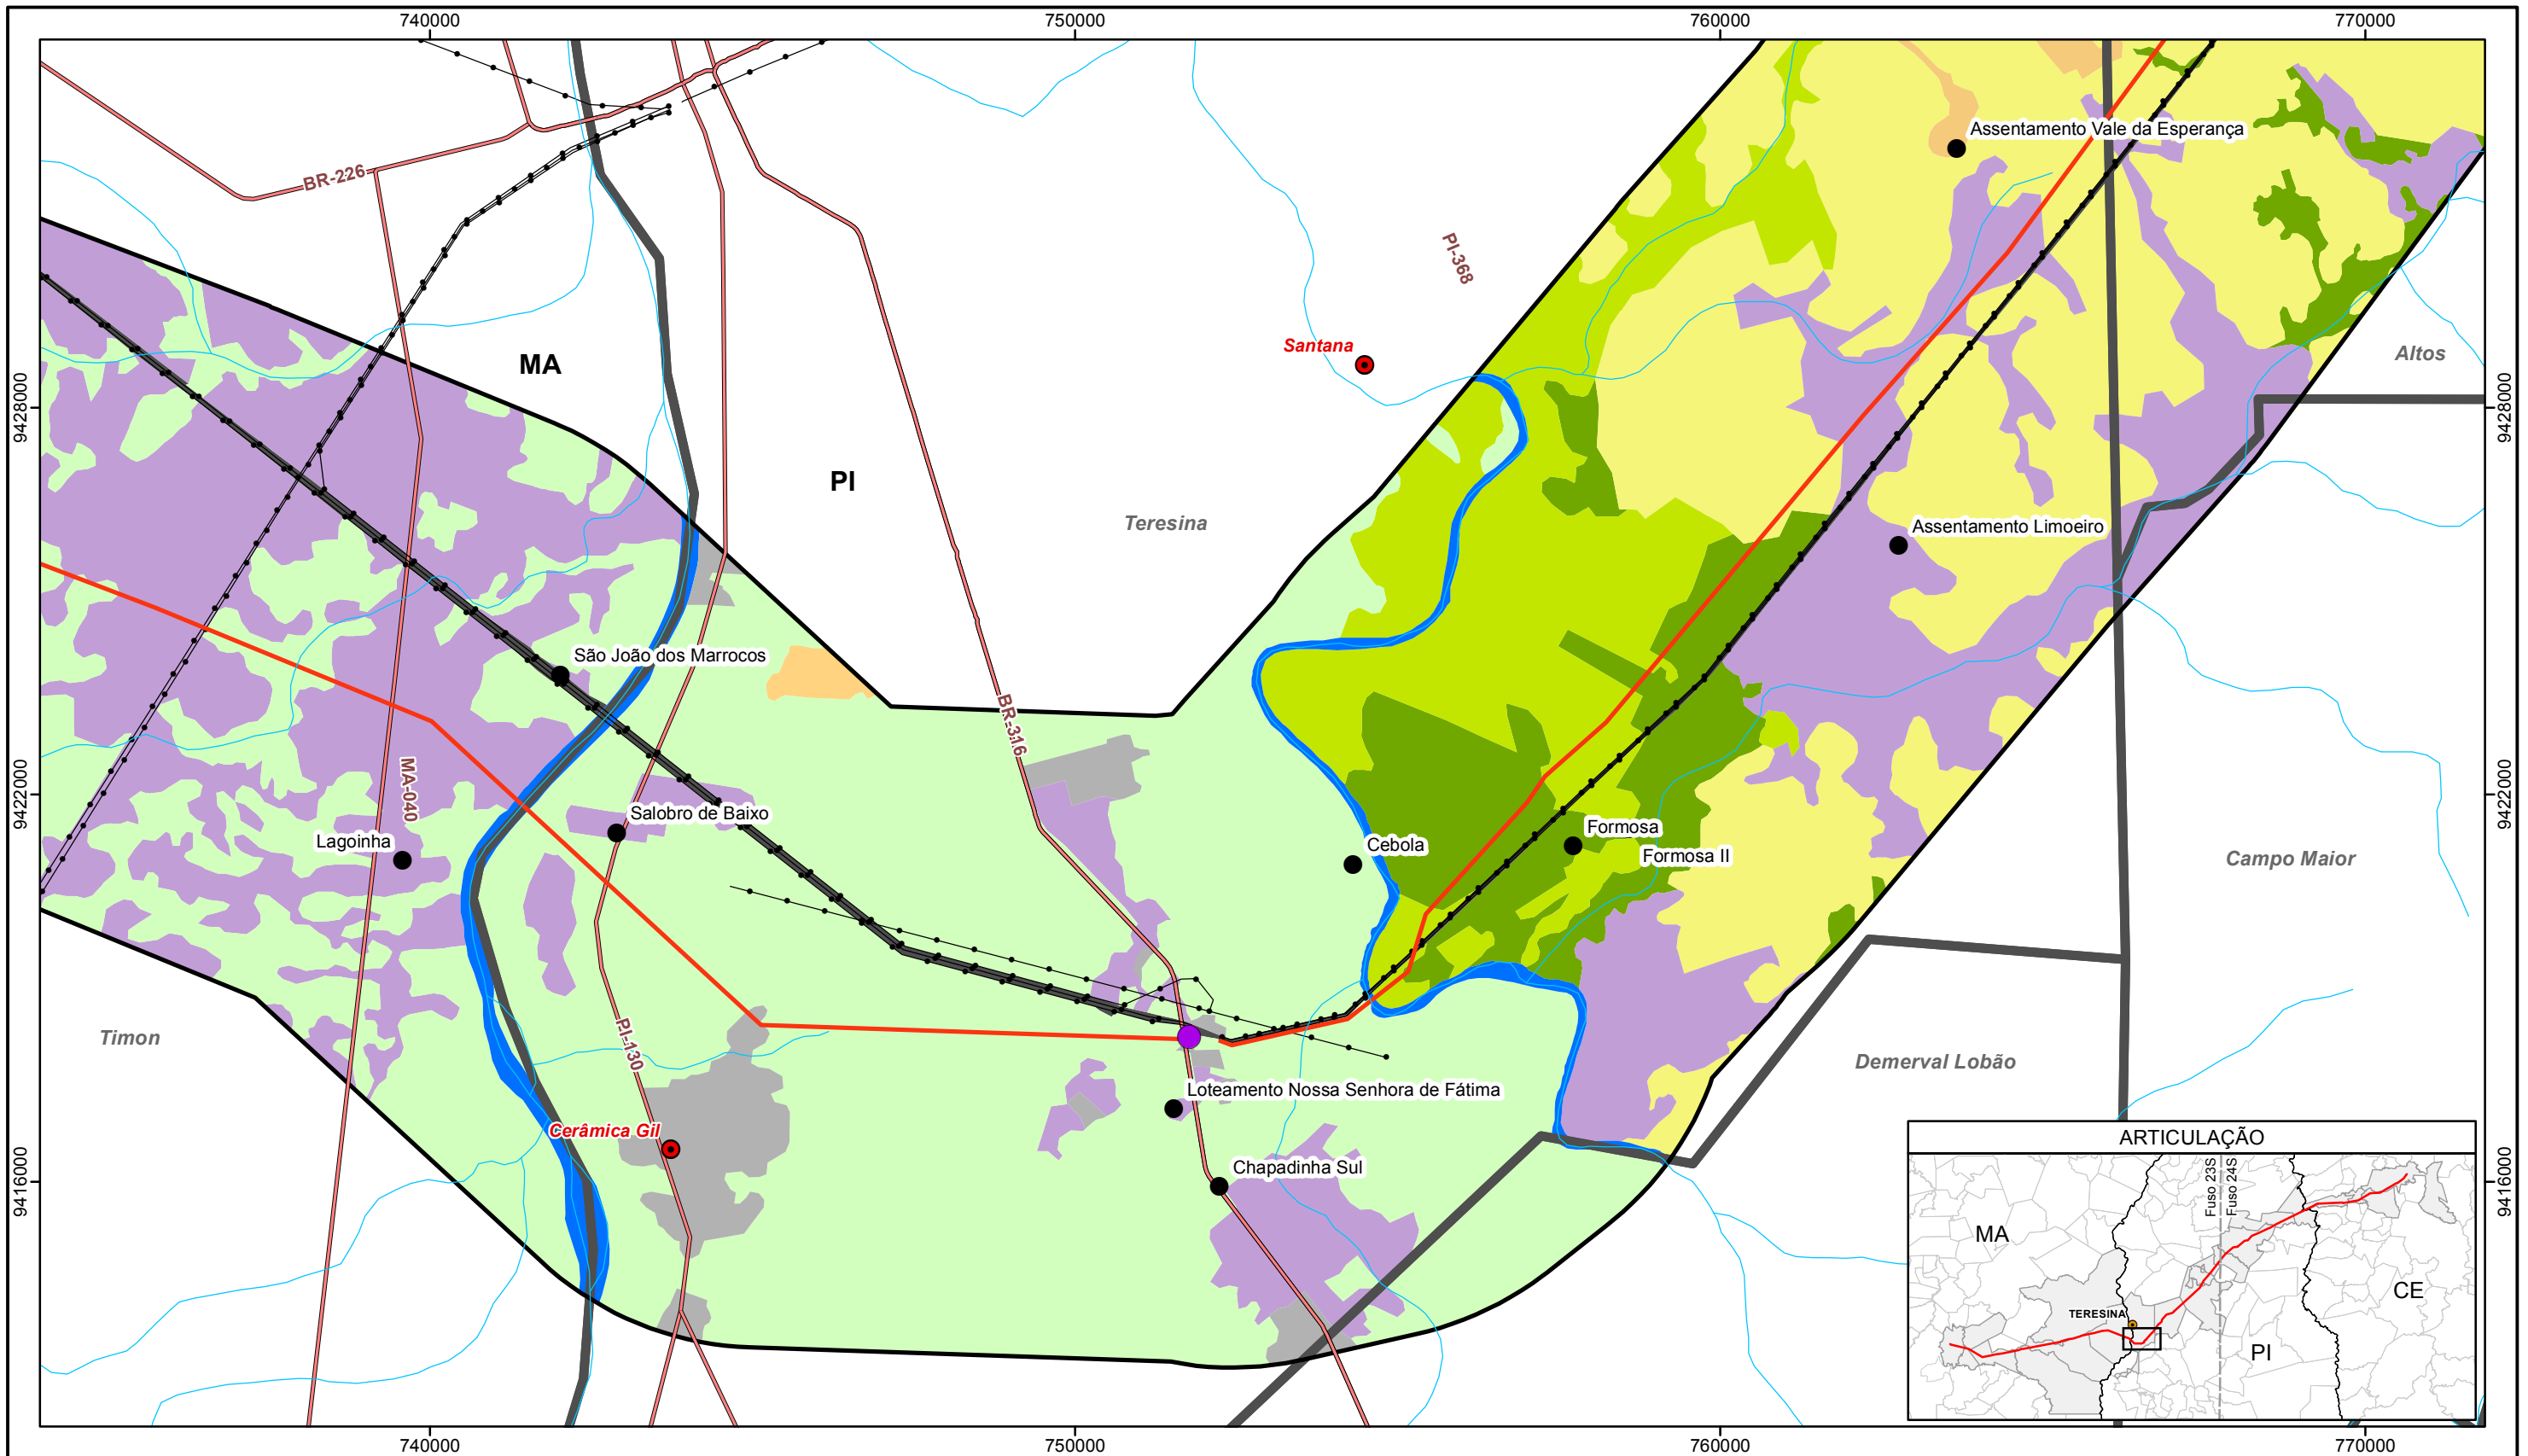 740000
750000
760000
770000
BR-226
Assentamento Vale da Esperança
PI-368
Santana
MA
Altos
9428000
9428000
PI
Teresina
Assentamento Limoeiro
São João dos Marrocos
BR-316
MA-040
9422000
9422000
Salobro de Baixo
Lagoinha
Cebola
Formosa
Formosa II
Campo Maior
Timon
PI-130
Demerval Lobão
Loteamento Nossa Senhora de Fátima
Cerâmica Gil
Chapadinha Sul
9416000
9416000
ARTICULAÇÃO
Fuso 23S
Fuso 24S
MA
CE
TERESINA
PI
740000
750000
760000
770000